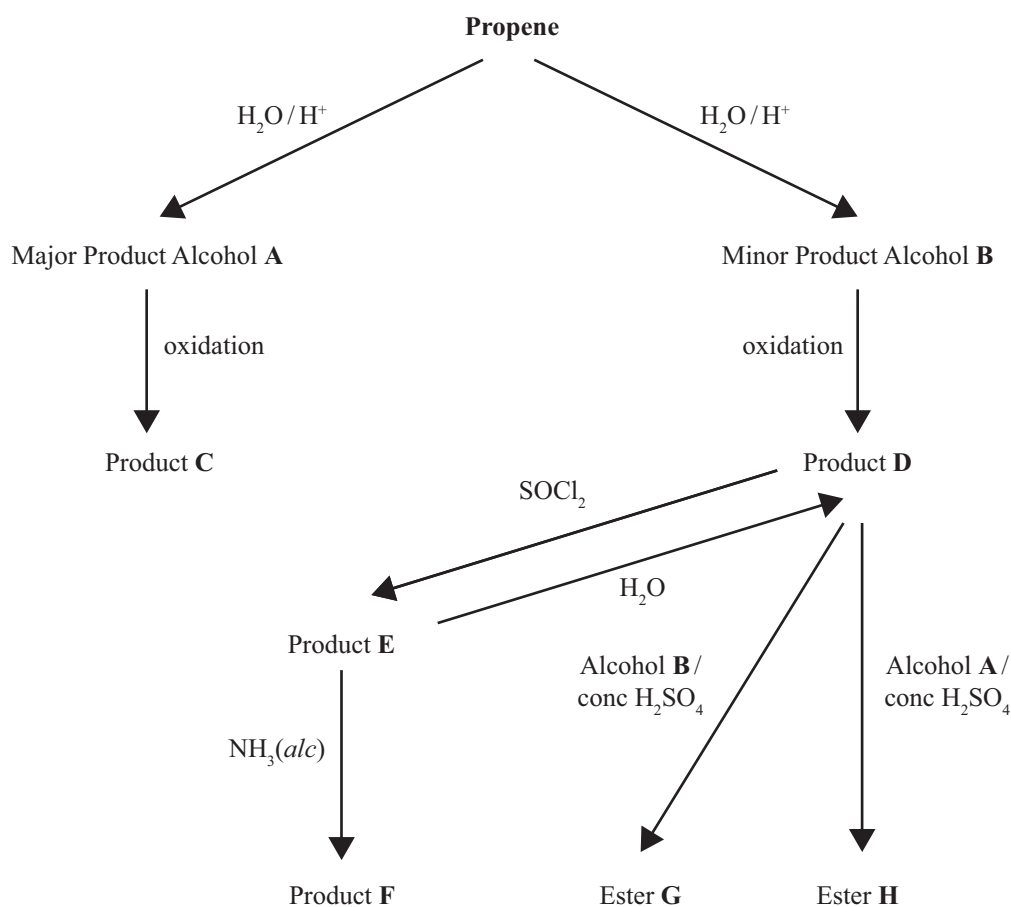 Propene
H₂O / H⁺
H₂O / H⁺
Major Product Alcohol A
Minor Product Alcohol B
oxidation
oxidation
Product C
Product D
SOCl₂
H₂O
Product E
Alcohol B /
conc H₂SO₄
Alcohol A /
conc H₂SO₄
NH₃(alc)
Product F
Ester G
Ester H